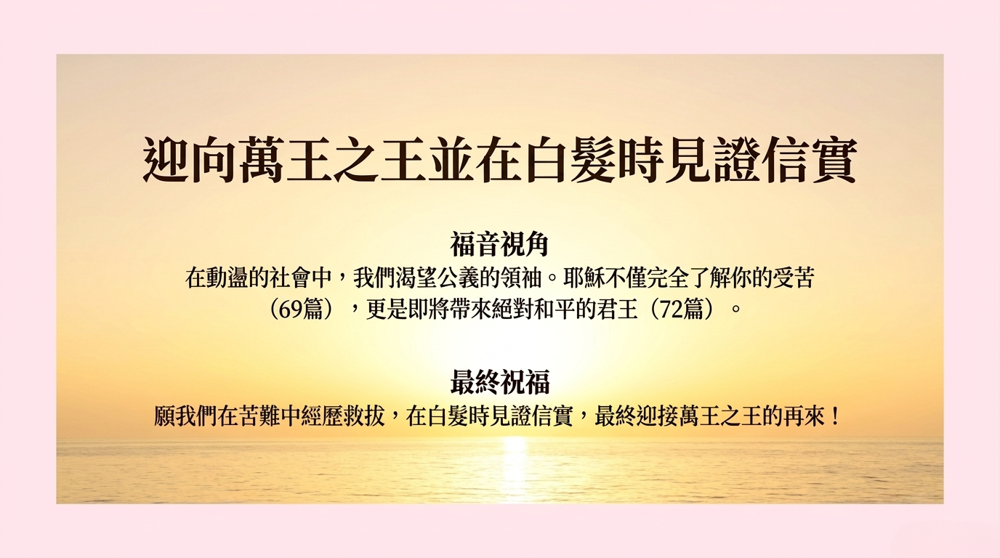 迎向萬王之王並在白髮時見證信實
福音視角
在動盪的社會中，我們渴望公義的領袖。耶穌不僅完全了解你的受苦
（69篇），更是即將帶來絕對和平的君王（72篇）。
最終祝福
願我們在苦難中經歷救拔，在白髮時見證信實，最終迎接萬王之王的再來！